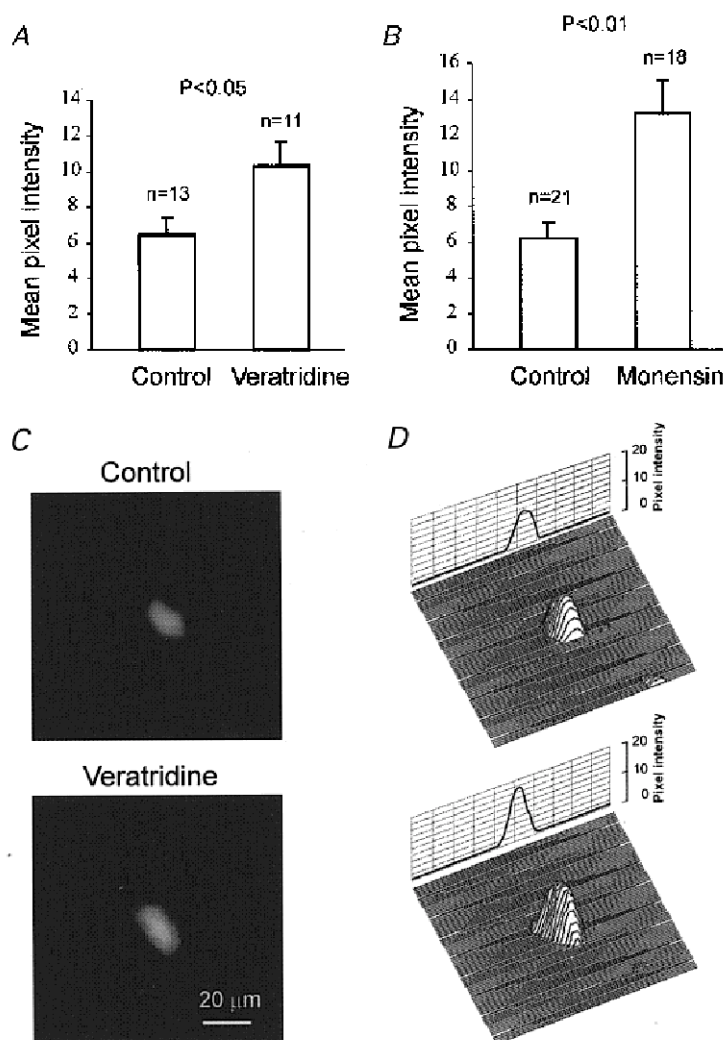 A
P<0.05
Mean pixel intensity
14
12
10
8
6
4
2
0
n=13
n=11
Control
Veratridine
B
P<0.01
Mean pixel intensity
16
14
12
10
8
6
4
2
0
n=21
n=18
Control
Monensin
C
Control
Veratridine
20 μm
D
20
10
0
Pixel intensity
20
10
0
Pixel intensity